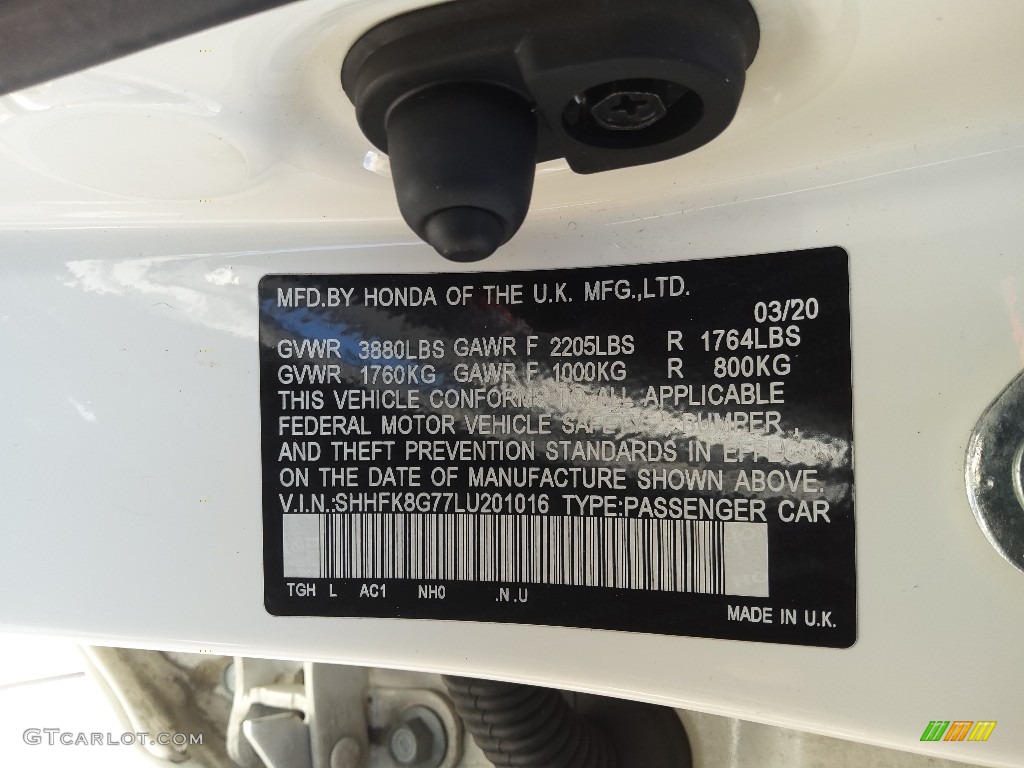 MFD.BY HONDA OF THE U.K. MFG.,LTD.
03/'20
GVWR 3880LBS GAWR F 2205LBS R 1764LBS
GVWR 1760KG GAWR F 1000KG R 800KG
THIS VEHICLE CONFORMS TO ALL APPLICABLE
FEDERAL MOTOR VEHICLE SAFETY, BUMPER,
AND THEFT PREVENTION STANDARDS IN EFFECT
ON THE DATE OF MANUFACTURE SHOWN ABOVE.
V.I.N.:SHHFK8G77LU201016 TYPE:PASSENGER CAR
TGH L AC1 NH0 .N .U
MADE IN U.K.
GTCARLOT.COM